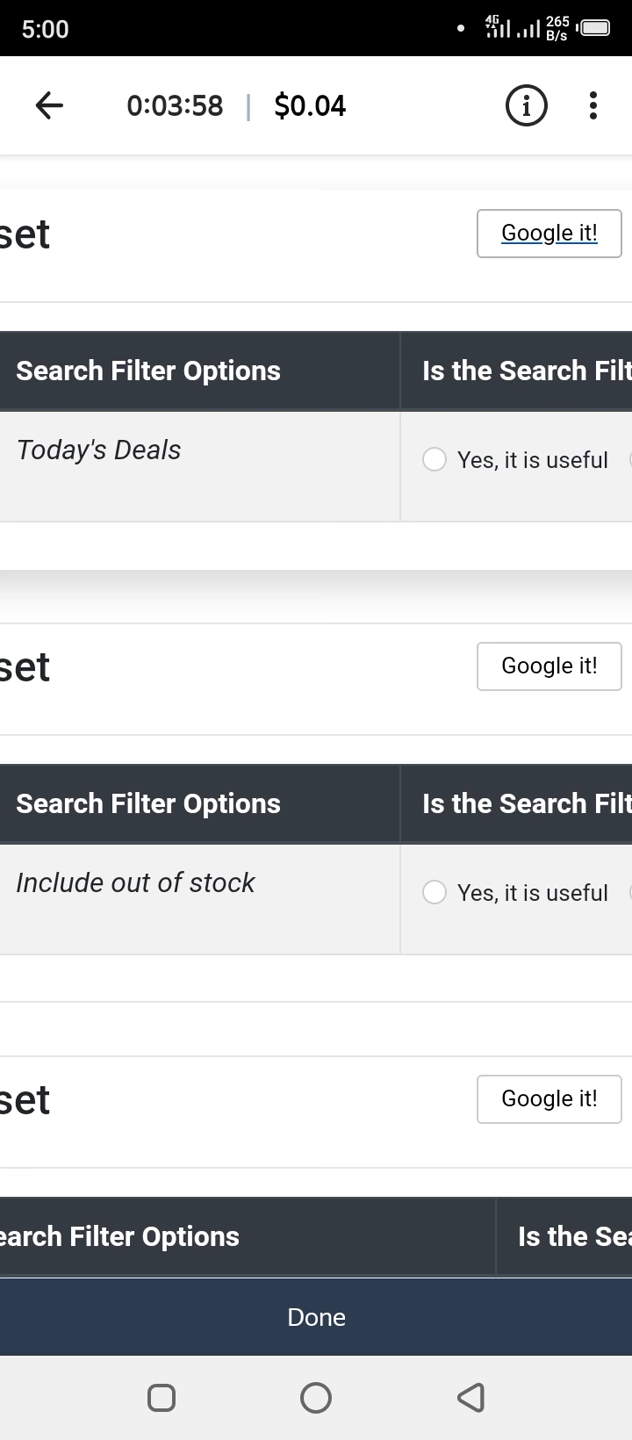 5:00
4G
265 B/s
0:03:58 | $0.04
set
Google it!
Search Filter Options
Is the Search Filt
Today's Deals
Yes, it is useful
set
Google it!
Search Filter Options
Is the Search Filt
Include out of stock
Yes, it is useful
set
Google it!
earch Filter Options
Is the Sea
Done